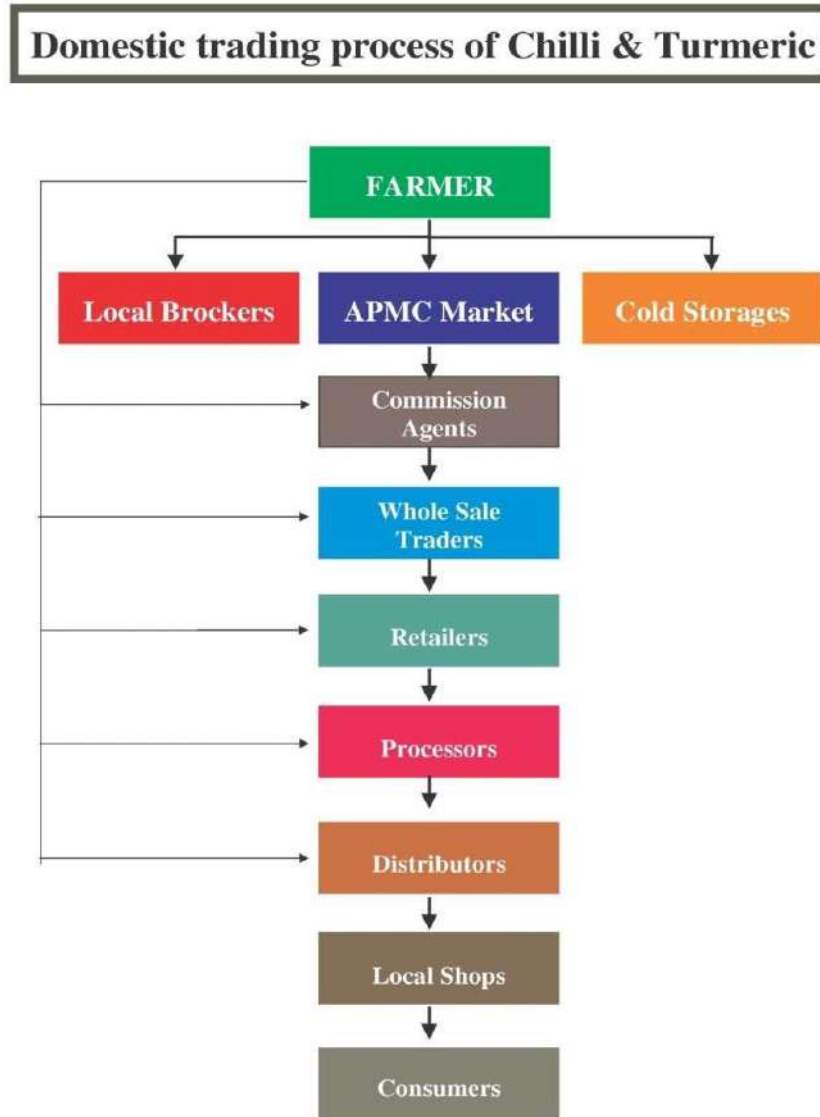 Domestic trading process of Chilli & Turmeric
FARMER
Local Brockers
APMC Market
Cold Storages
Commission
Agents
Whole Sale
Traders
Retailers
Processors
Distributors
Local Shops
Consumers